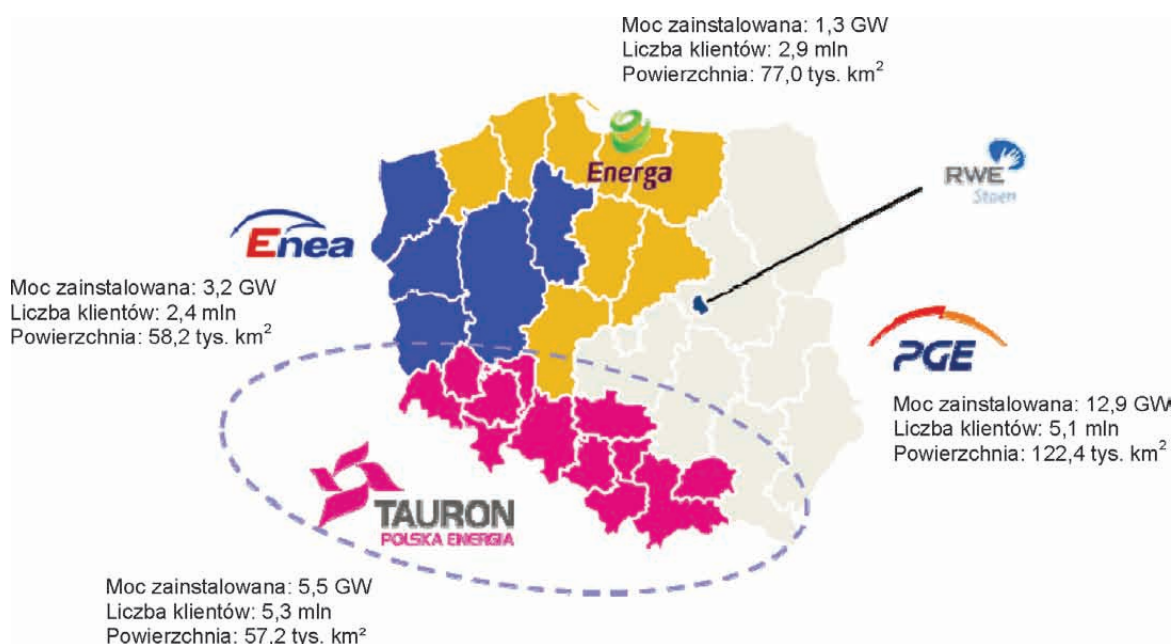 Moc zainstalowana: 1,3 GW
Liczba klientów: 2,9 mln
Powierzchnia: 77,0 tys. km²
Energa
RWE
Stoen
Enea
Moc zainstalowana: 3,2 GW
Liczba klientów: 2,4 mln
Powierzchnia: 58,2 tys. km²
PGE
Moc zainstalowana: 12,9 GW
Liczba klientów: 5,1 mln
Powierzchnia: 122,4 tys. km²
TAURON
POLSKA ENERGIA
Moc zainstalowana: 5,5 GW
Liczba klientów: 5,3 mln
Powierzchnia: 57,2 tys. km²